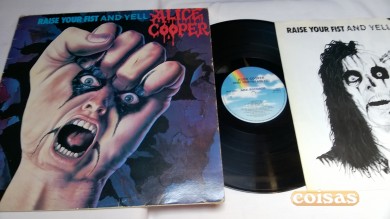 RAISE YOUR FIST AND YELL
ALICE
COOPER
RAISE YOUR FIST AND YELL
coisas